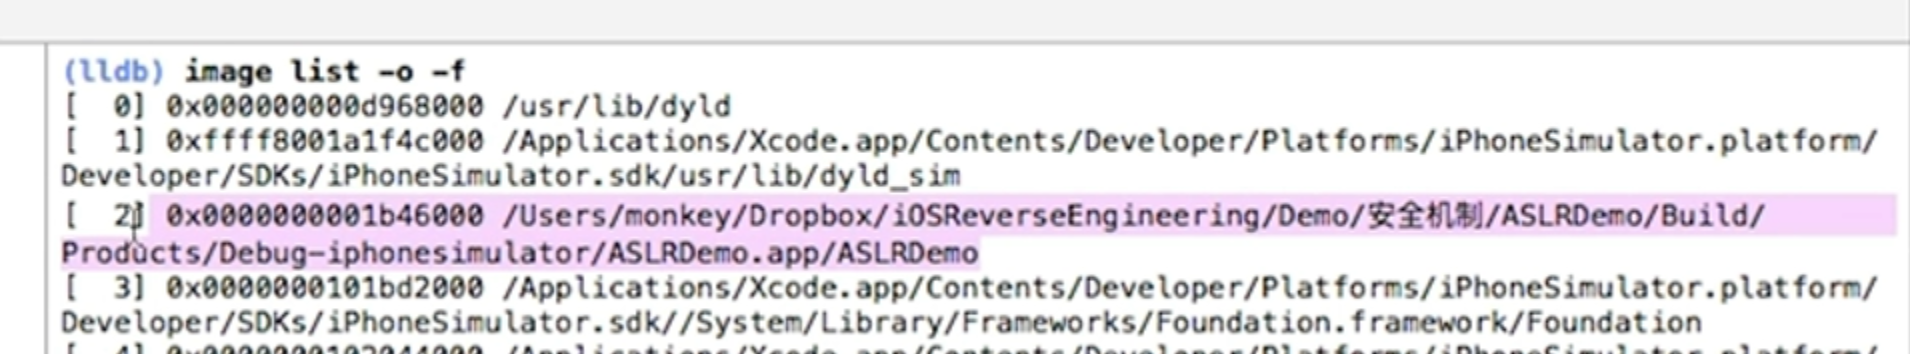 (lldb) image list -o -f
[  0] 0x000000000d968000 /usr/lib/dyld
[  1] 0xffff8001a1f4c000 /Applications/Xcode.app/Contents/Developer/Platforms/iPhoneSimulator.platform/
Developer/SDKs/iPhoneSimulator.sdk/usr/lib/dyld_sim
[  2] 0x0000000001b46000 /Users/monkey/Dropbox/iOSReverseEngineering/Demo/安全机制/ASLRDemo/Build/
Products/Debug-iphonesimulator/ASLRDemo.app/ASLRDemo
[  3] 0x0000000101bd2000 /Applications/Xcode.app/Contents/Developer/Platforms/iPhoneSimulator.platform/
Developer/SDKs/iPhoneSimulator.sdk//System/Library/Frameworks/Foundation.framework/Foundation